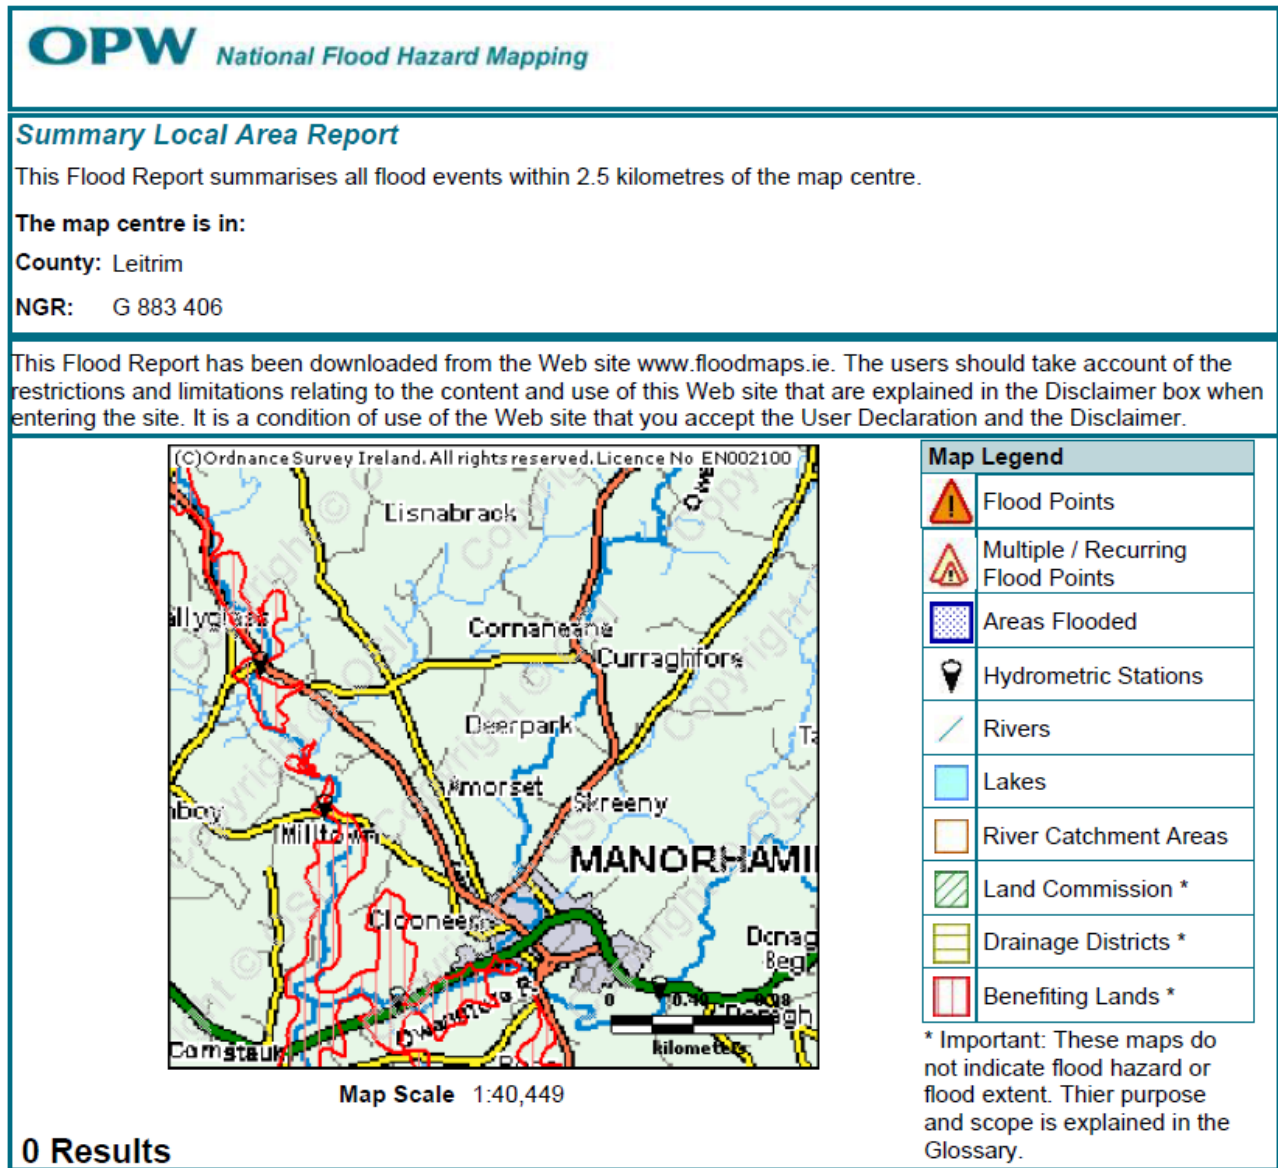 OPW National Flood Hazard Mapping
Summary Local Area Report
This Flood Report summarises all flood events within 2.5 kilometres of the map centre.
The map centre is in:
County: Leitrim
NGR: G 883 406
This Flood Report has been downloaded from the Web site www.floodmaps.ie. The users should take account of the
restrictions and limitations relating to the content and use of this Web site that are explained in the Disclaimer box when
entering the site. It is a condition of use of the Web site that you accept the User Declaration and the Disclaimer.
(C)Ordnance Survey Ireland. All rights reserved. Licence No EN002100
Lisnabrack
Cornaneane
Curraghfore
Deerpark
Amorset
Skreeny
Milltown
MANORHAMI
Clooneen
Donag
Beg
0 0.49 0.98
kilometers
Map Scale 1:40,449
0 Results
Map Legend
Flood Points
Multiple / Recurring
Flood Points
Areas Flooded
Hydrometric Stations
Rivers
Lakes
River Catchment Areas
Land Commission *
Drainage Districts *
Benefiting Lands *
* Important: These maps do
not indicate flood hazard or
flood extent. Thier purpose
and scope is explained in the
Glossary.